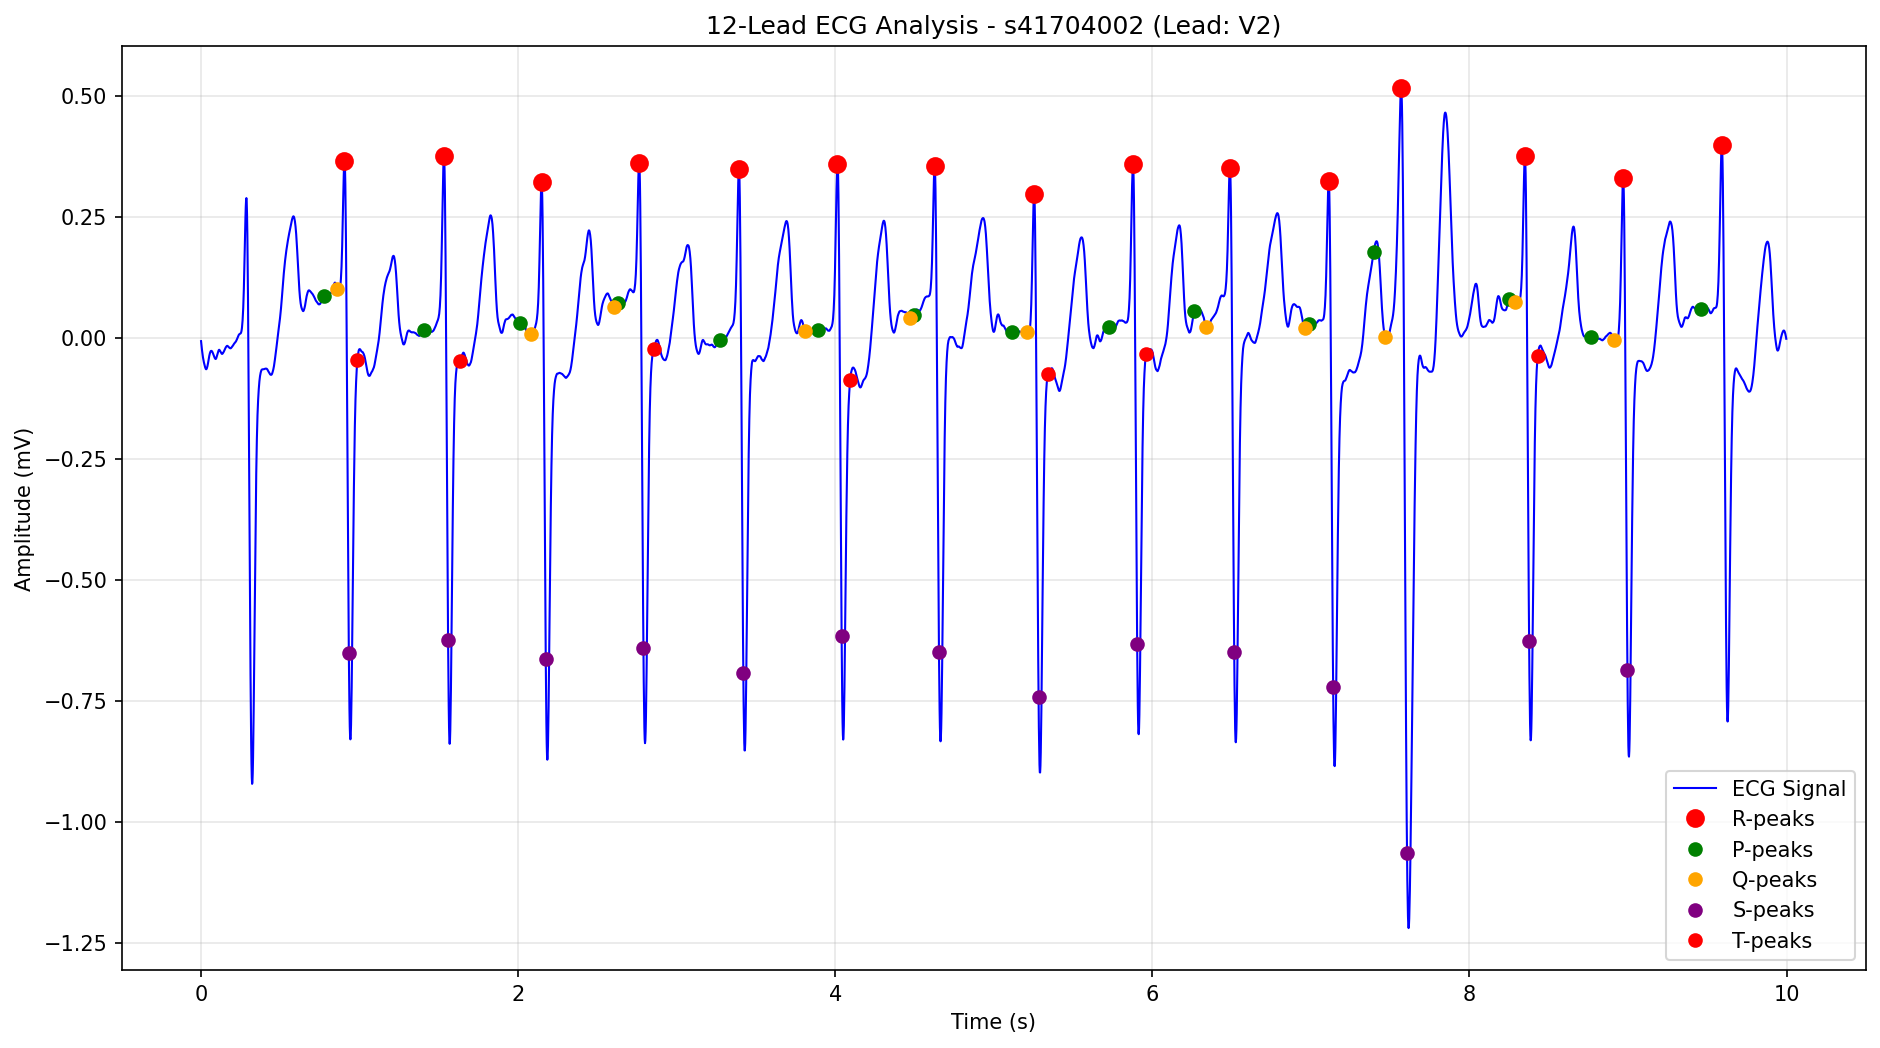 12-Lead ECG Analysis - s41704002 (Lead: V2)
Amplitude (mV)
0.50
0.25
0.00
−0.25
−0.50
−0.75
−1.00
−1.25
0 2 4 6 8 10
Time (s)
ECG Signal
R-peaks
P-peaks
Q-peaks
S-peaks
T-peaks